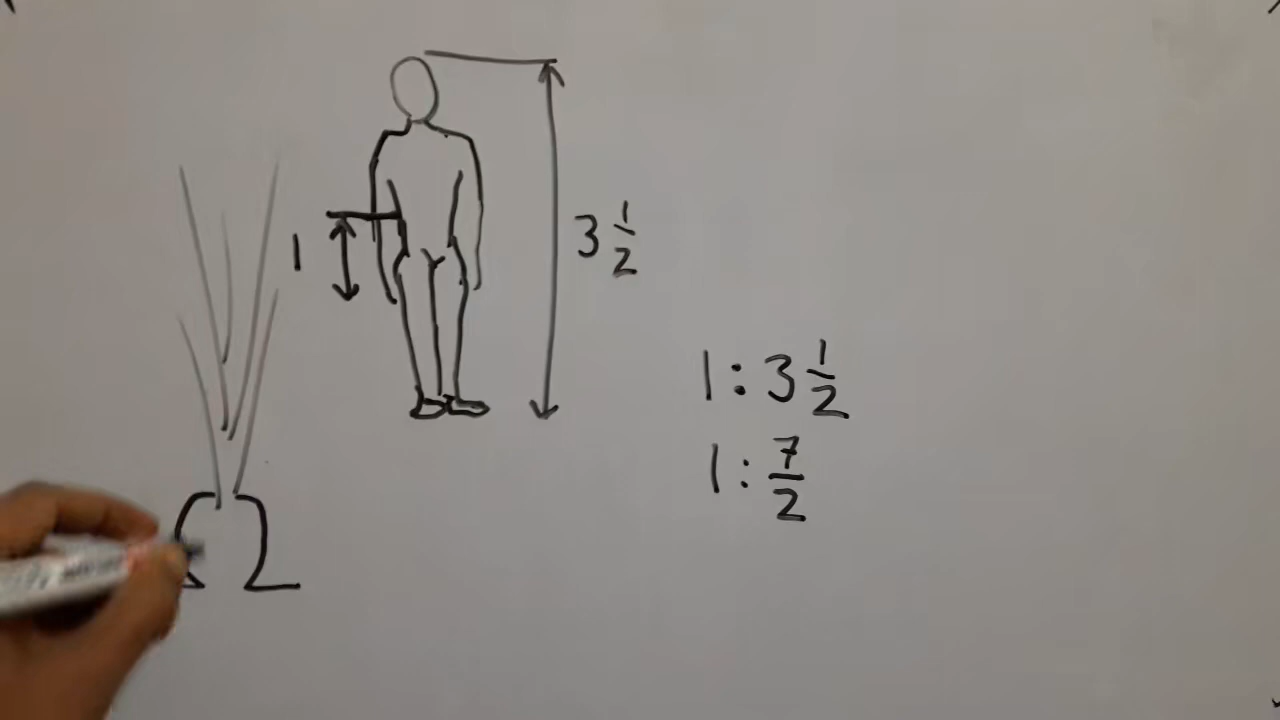 1
3 1/2
1 : 3 1/2
1 : 7/2